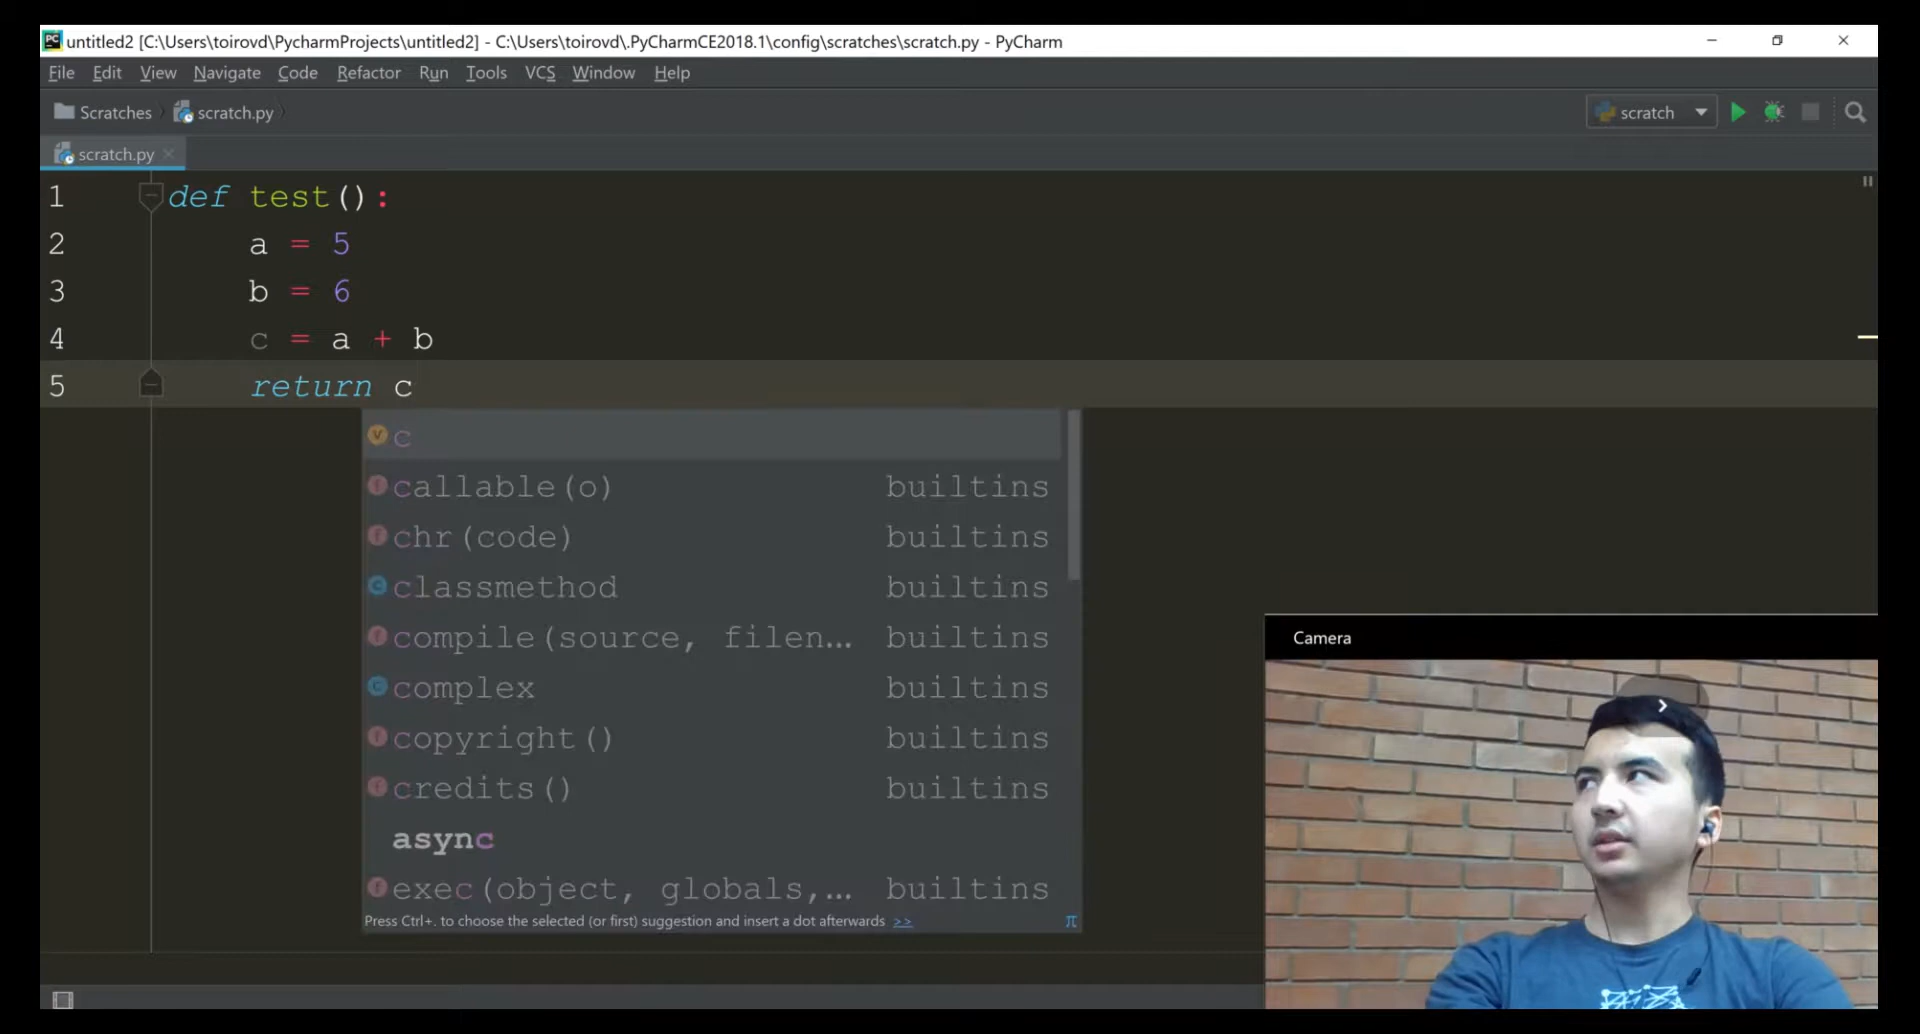 untitled2 [C:\Users\toirovd\PycharmProjects\untitled2] - C:\Users\toirovd\.PyCharmCE2018.1\config\scratches\scratch.py - PyCharm
File Edit View Navigate Code Refactor Run Tools VCS Window Help
Scratches scratch.py scratch
scratch.py
1 def test():
2 a = 5
3 b = 6
4 c = a + b
5 return c
c
callable(o) builtins
chr(code) builtins
classmethod builtins
compile(source, filen… builtins
complex builtins
copyright() builtins
credits() builtins
async
exec(object, globals,… builtins
Press Ctrl+. to choose the selected (or first) suggestion and insert a dot afterwards >> π
Camera